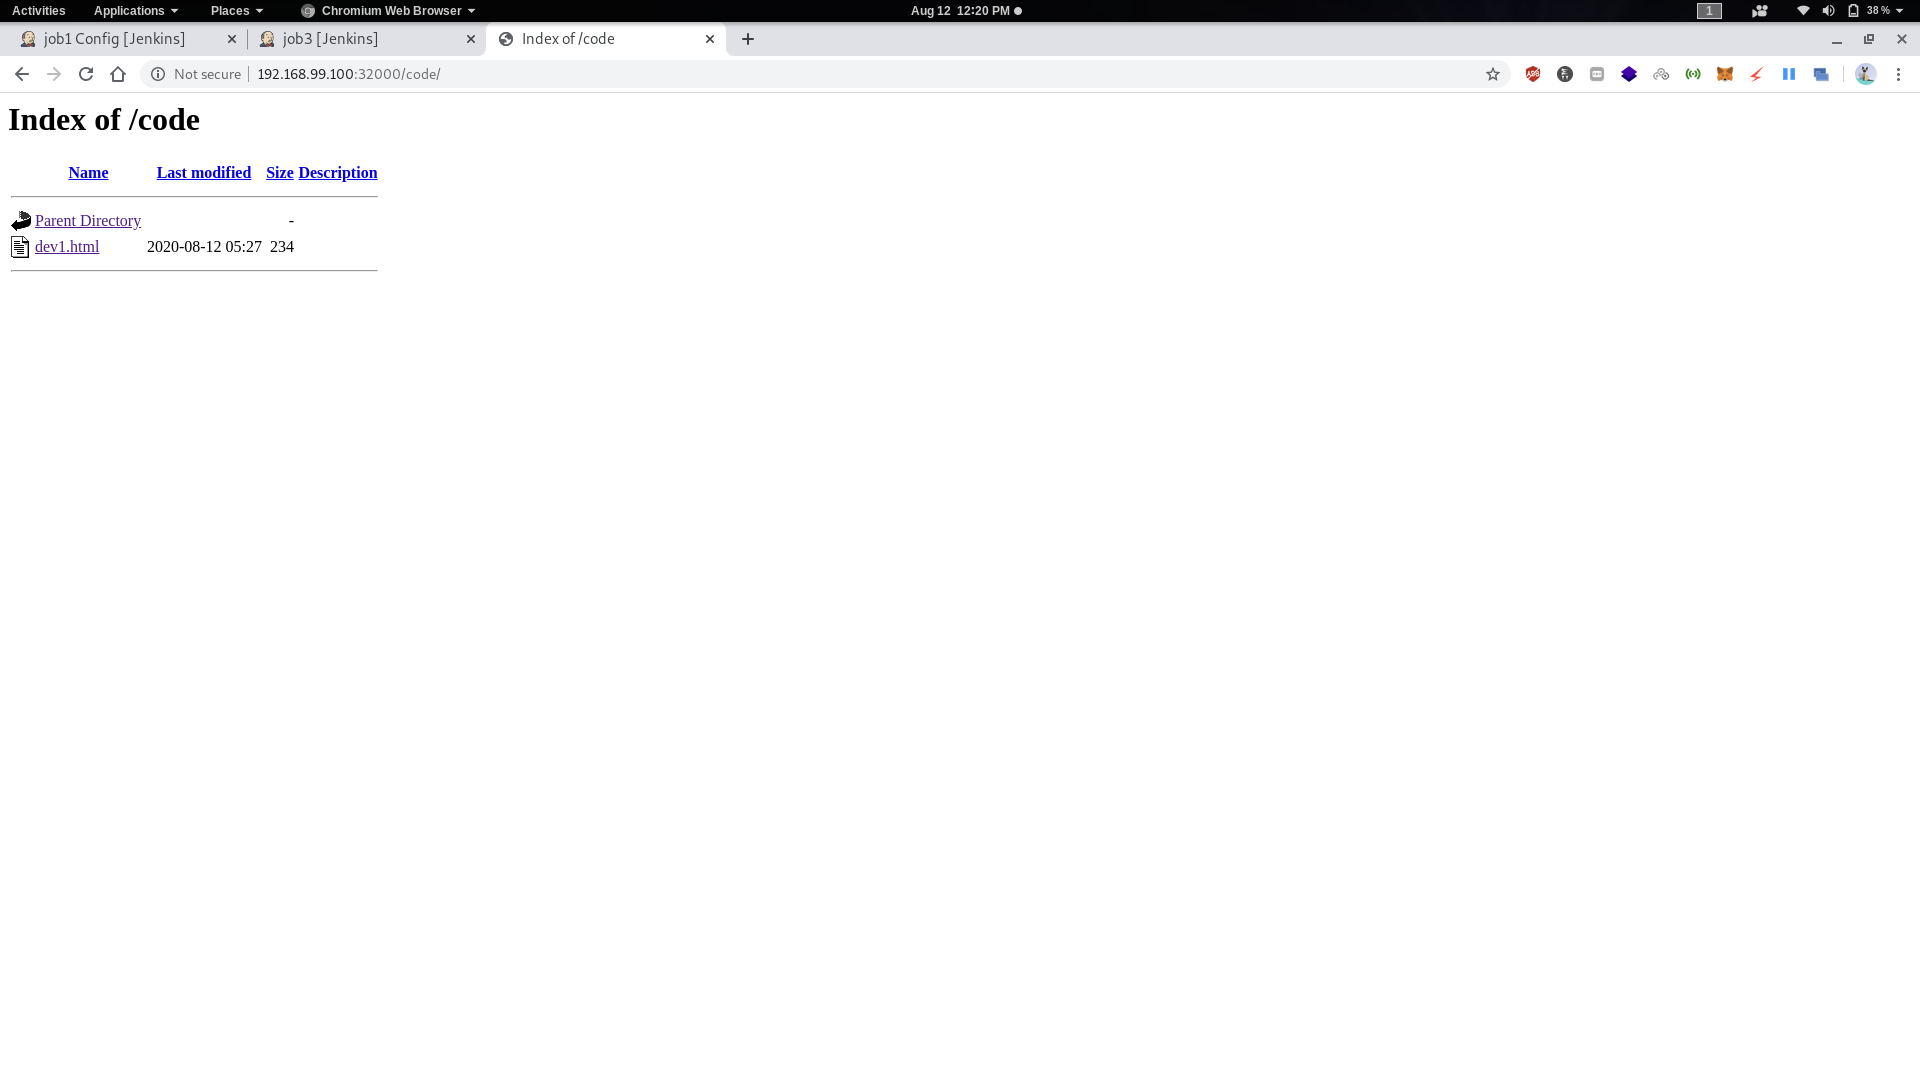 Activities Applications Places Chromium Web Browser Aug 12 12:20 PM 1 38 %
job1 Config [Jenkins] job3 [Jenkins] Index of /code
Not secure 192.168.99.100:32000/code/
Index of /code
Name Last modified Size Description
Parent Directory -
dev1.html 2020-08-12 05:27 234